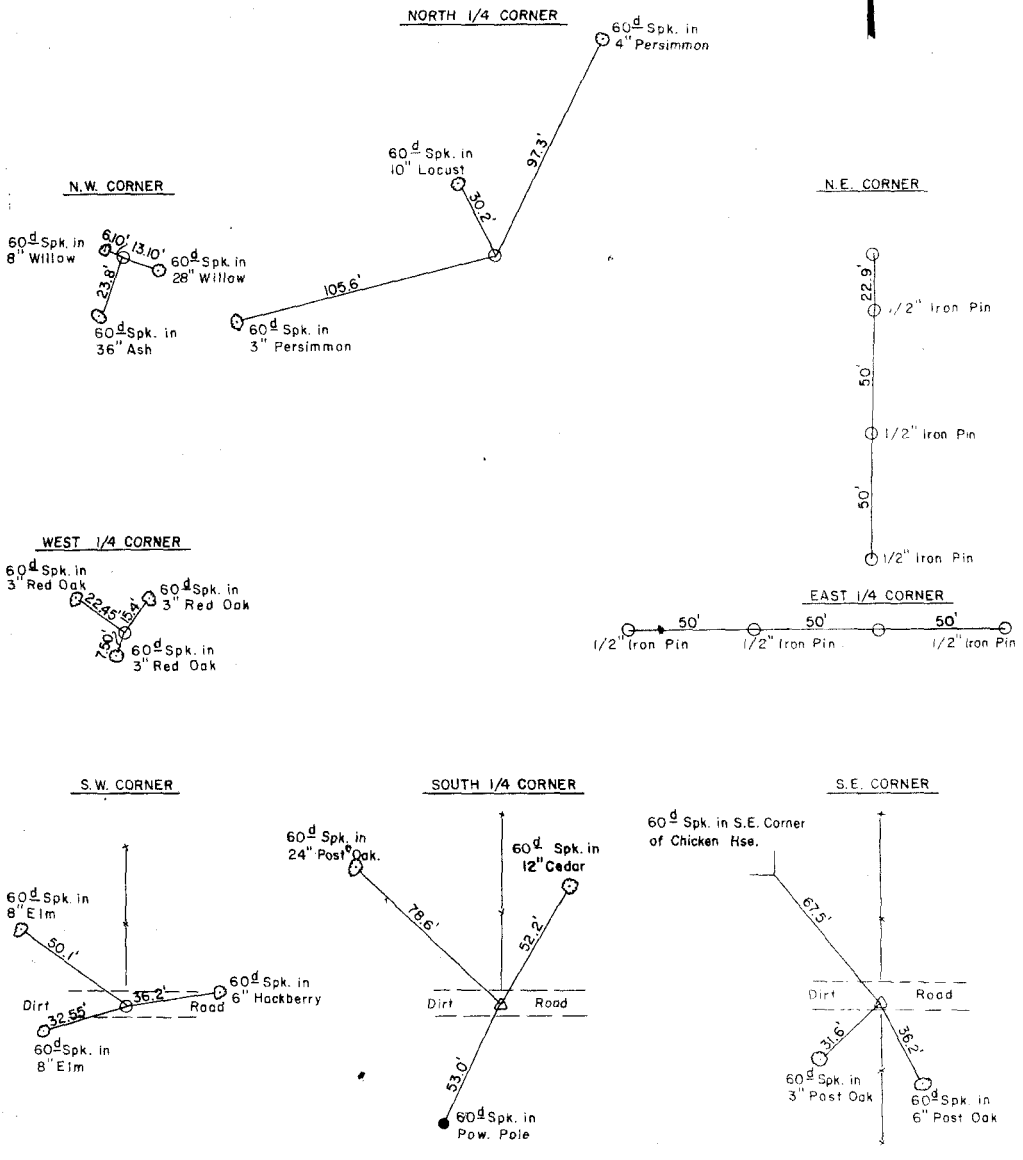 NORTH 1/4 CORNER
60d Spk. in
4" Persimmon
97.3'
60d Spk. in
10" Locust
30.2'
105.6'
60d Spk. in
3" Persimmon
N.W. CORNER
60d Spk. in
8" Willow
6.10'
13.10'
60d Spk. in
28" Willow
23.8'
60d Spk. in
36" Ash
N.E. CORNER
22.9'
1/2" Iron Pin
50'
1/2" Iron Pin
50'
1/2" Iron Pin
WEST 1/4 CORNER
60d Spk. in
3" Red Oak
22.45'
15.4'
60d Spk. in
3" Red Oak
7.50'
60d Spk. in
3" Red Oak
EAST 1/4 CORNER
50' 50' 50'
1/2" Iron Pin 1/2" Iron Pin 1/2" Iron Pin
S.W. CORNER
60d Spk. in
8" Elm
50.1'
36.2'
60d Spk. in
6" Hackberry
Dirt Road
32.55'
60d Spk. in
8" Elm
SOUTH 1/4 CORNER
60d Spk. in
24" Post Oak.
60d Spk. in
12" Cedar
78.6'
52.2'
Dirt Road
53.0'
60d Spk. in
Pow. Pole
S.E. CORNER
60d Spk. in S.E. Corner
of Chicken Hse.
67.5'
Dirt Road
31.6'
36.2'
60d Spk. in
3" Post Oak
60d Spk. in
6" Post Oak